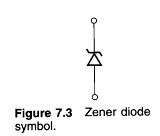 Figure 7.3 Zener diode
symbol.